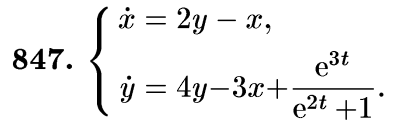 847. { ẋ = 2y − x,
ẏ = 4y−3x+ e^{3t} / (e^{2t} +1).